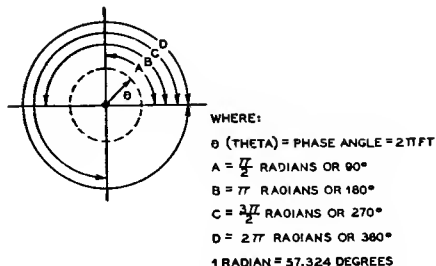 D
C
B
A
θ
WHERE:
θ (THETA) = PHASE ANGLE = 2πFT
A = π/2 RADIANS OR 90°
B = π RADIANS OR 180°
C = 3π/2 RADIANS OR 270°
D = 2π RADIANS OR 360°
1 RADIAN = 57.324 DEGREES